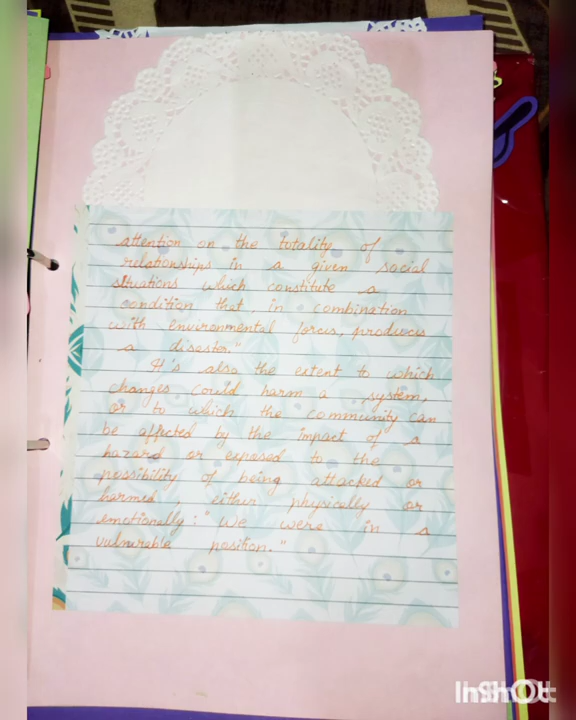 attention on the totality of
relationships in a given social
situations which constitute a
condition that, in combination
with environmental forces, produces
a disaster."
It's also the extent to which
changes could harm a system,
or to which the community can
be affected by the impact of a
hazard or exposed to the
possibility of being attacked or
harmed, either physically or
emotionally: "we were in a
vulnerable position."
InShOt